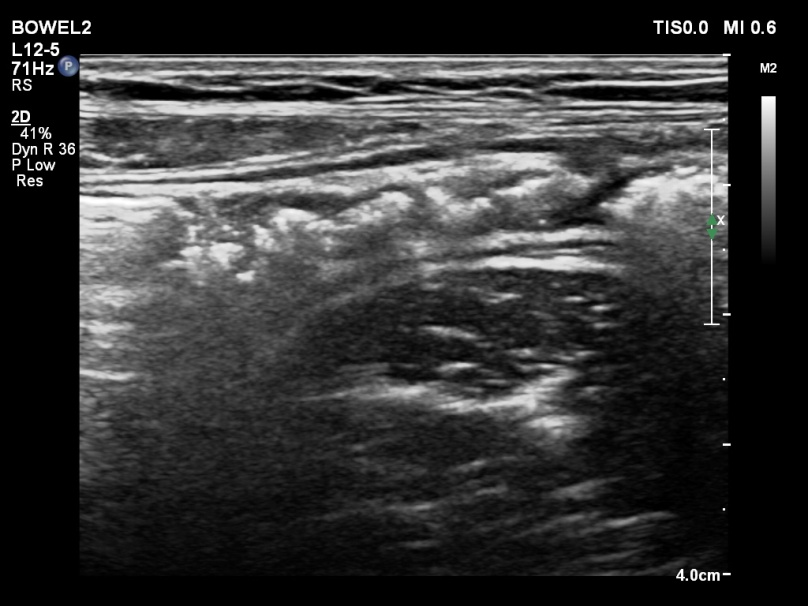 BOWEL2
TIS0.0 MI 0.6
L12-5
71Hz P
RS
M2
2D
41%
Dyn R 36
P Low
Res
X
4.0cm